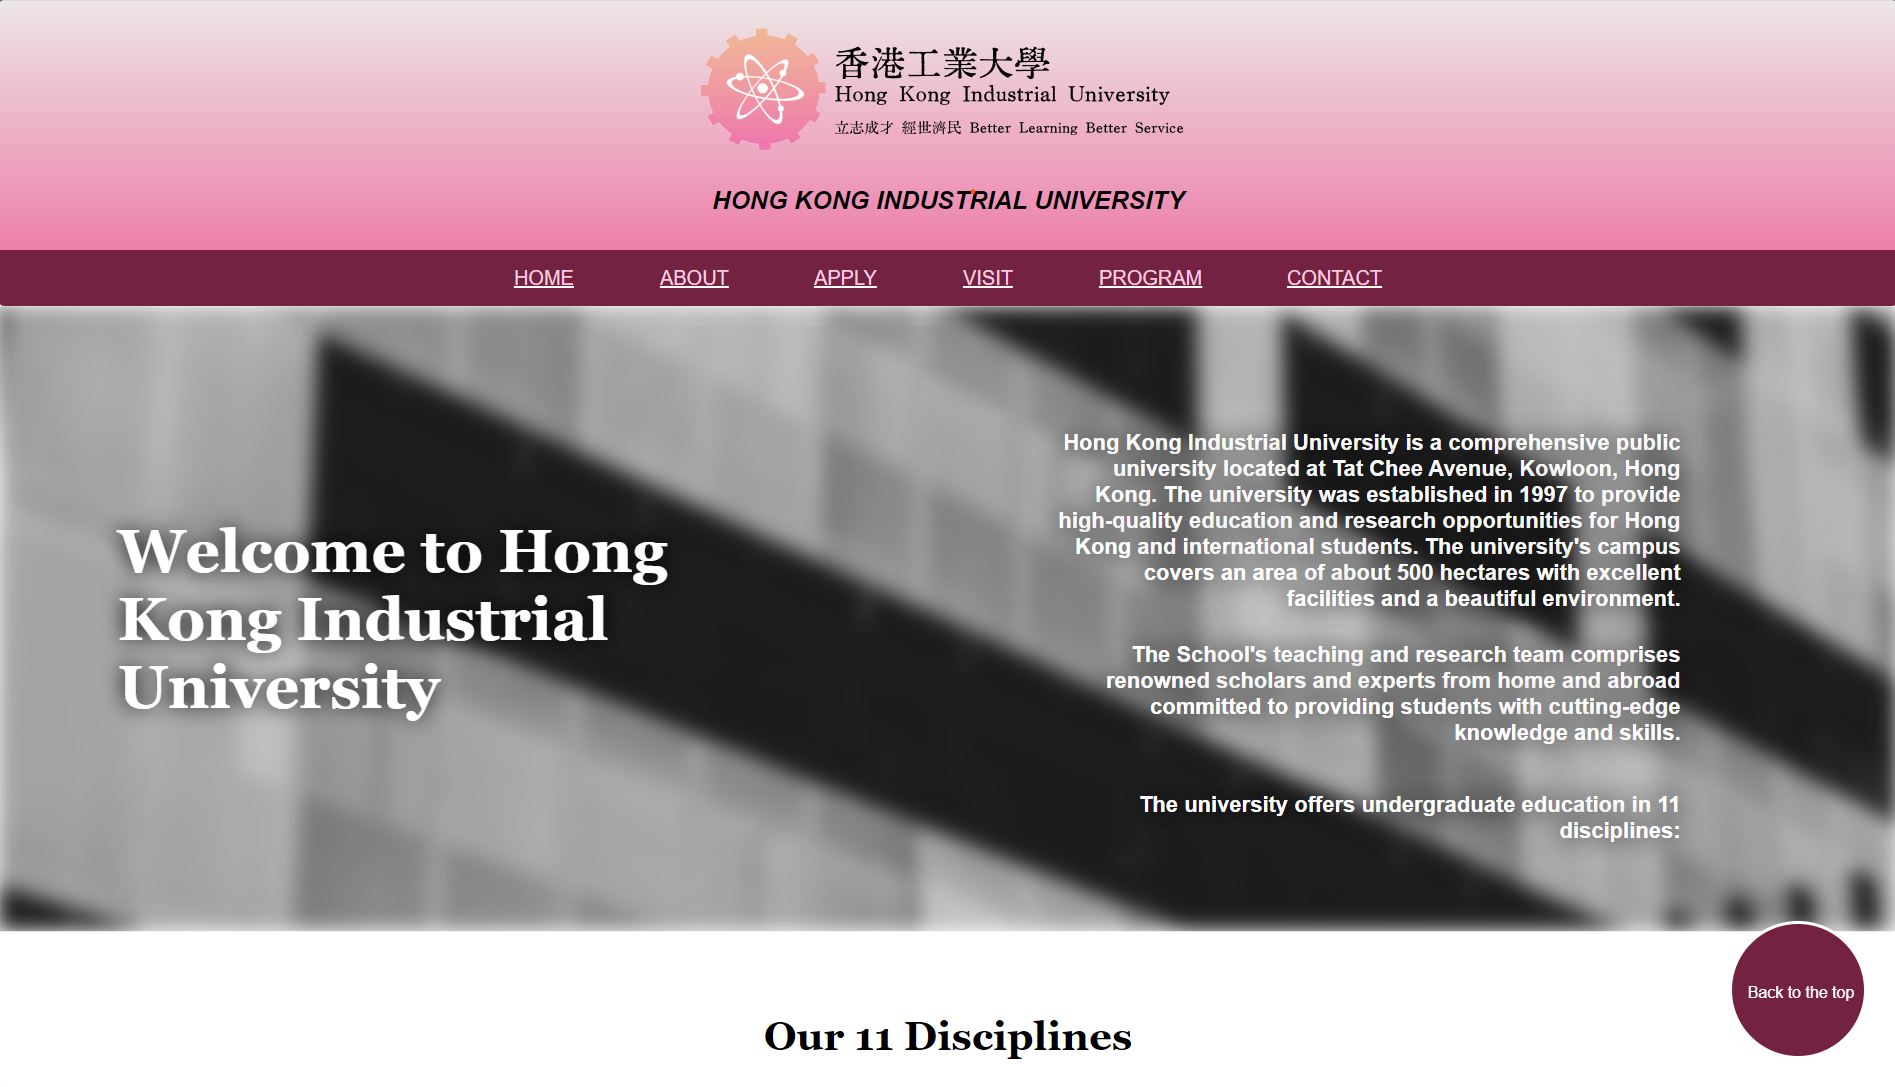 香港工業大學
Hong Kong Industrial University
立志成才 經世濟民 Better Learning Better Service
HONG KONG INDUSTRIAL UNIVERSITY
HOME ABOUT APPLY VISIT PROGRAM CONTACT
Welcome to Hong
Kong Industrial
University
Hong Kong Industrial University is a comprehensive public
university located at Tat Chee Avenue, Kowloon, Hong
Kong. The university was established in 1997 to provide
high-quality education and research opportunities for Hong
Kong and international students. The university's campus
covers an area of about 500 hectares with excellent
facilities and a beautiful environment.
The School's teaching and research team comprises
renowned scholars and experts from home and abroad
committed to providing students with cutting-edge
knowledge and skills.
The university offers undergraduate education in 11
disciplines:
Back to the top
Our 11 Disciplines